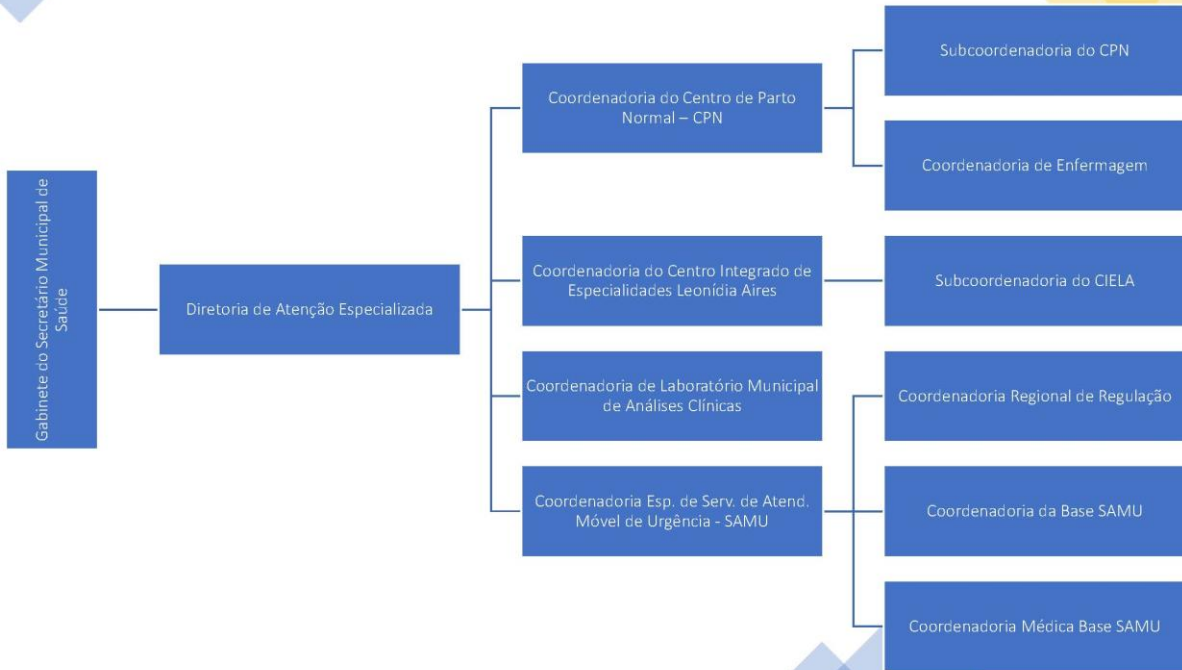 Gabinete do Secretário Municipal de
Saúde
Diretoria de Atenção Especializada
Coordenadoria do Centro de Parto
Normal – CPN
Subcoordenadoria do CPN
Coordenadoria de Enfermagem
Coordenadoria do Centro Integrado de
Especialidades Leonídia Aires
Subcoordenadoria do CIELA
Coordenadoria de Laboratório Municipal
de Análises Clínicas
Coordenadoria Esp. de Serv. de Atend.
Móvel de Urgência - SAMU
Coordenadoria Regional de Regulação
Coordenadoria da Base SAMU
Coordenadoria Médica Base SAMU